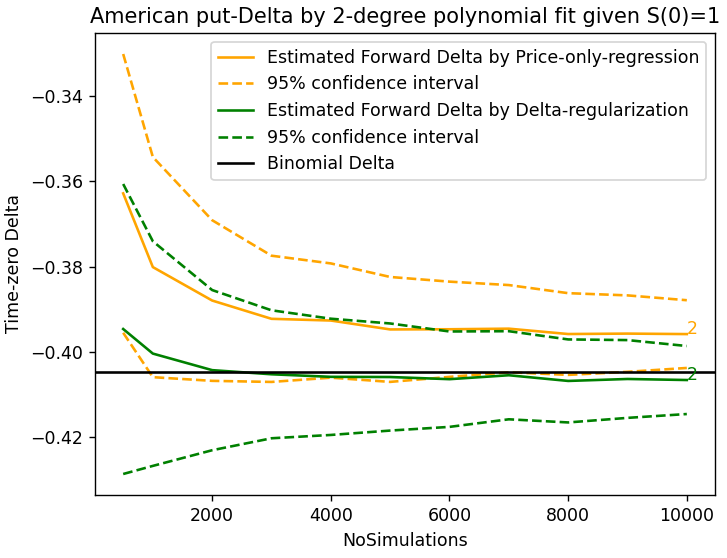 American put-Delta by 2-degree polynomial fit given S(0)=1
Estimated Forward Delta by Price-only-regression
95% confidence interval
Estimated Forward Delta by Delta-regularization
95% confidence interval
Binomial Delta
Time-zero Delta
−0.34
−0.36
−0.38
−0.40
−0.42
2
2
2000
4000
6000
8000
10000
NoSimulations